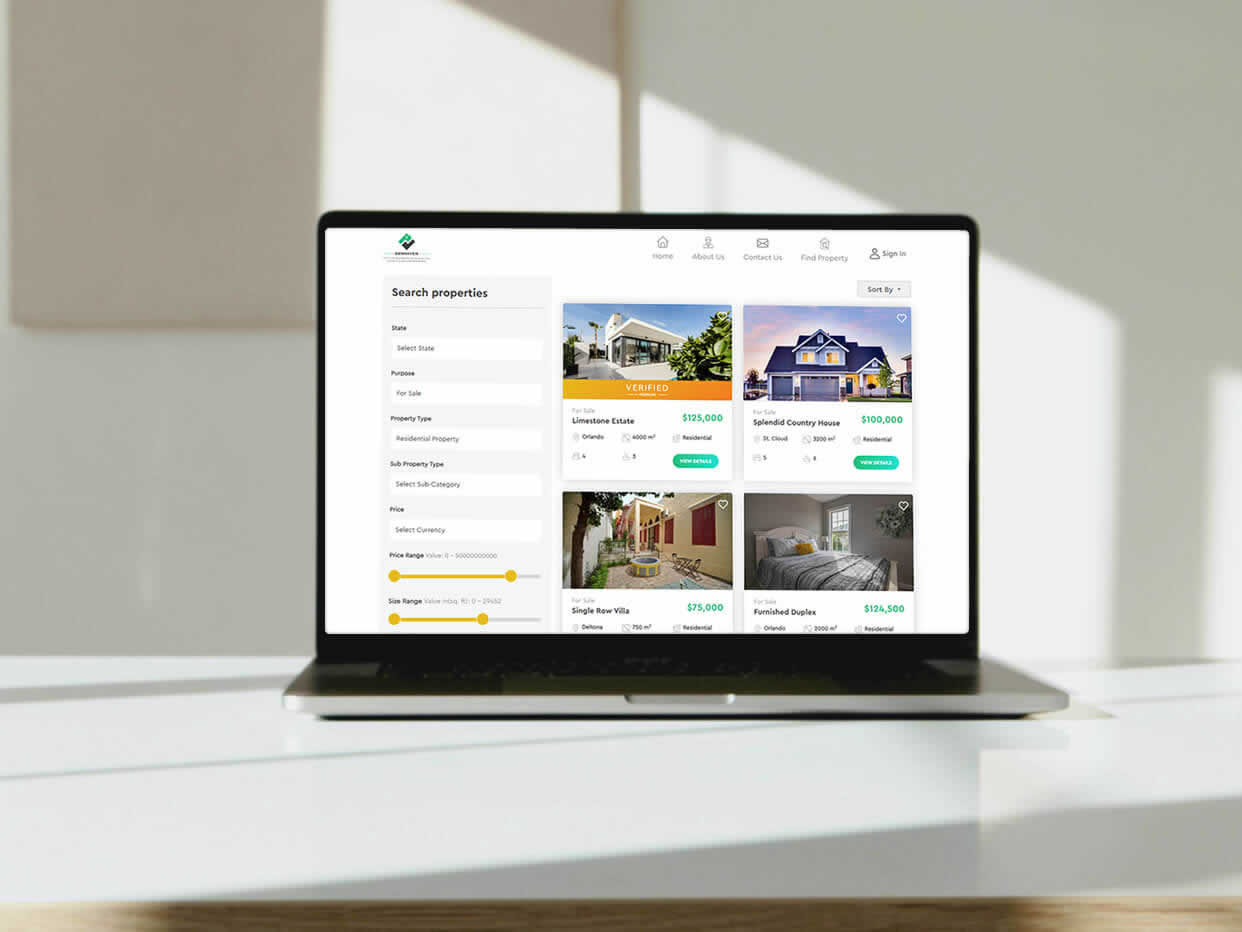 Home
About Us
Contact Us
Find Property
Sign In
Search properties
State
Select State
Purpose
For Sale
Property Type
Residential Property
Sub Property Type
Select Sub-Category
Price
Select Currency
Price Range Value: 0 – 50000000000
Size Range Value in(sq. ft): 0 – 29452
Sort By
VERIFIED
For Sale
Limestone Estate
$125,000
Orlando
4000 m²
Residential
4
3
VIEW DETAILS
For Sale
Splendid Country House
$100,000
St. Cloud
3200 m²
Residential
5
VIEW DETAILS
For Sale
Single Row Villa
$75,000
Deltona
750 m²
Residential
For Sale
Furnished Duplex
$124,500
Orlando
2000 m²
Residential